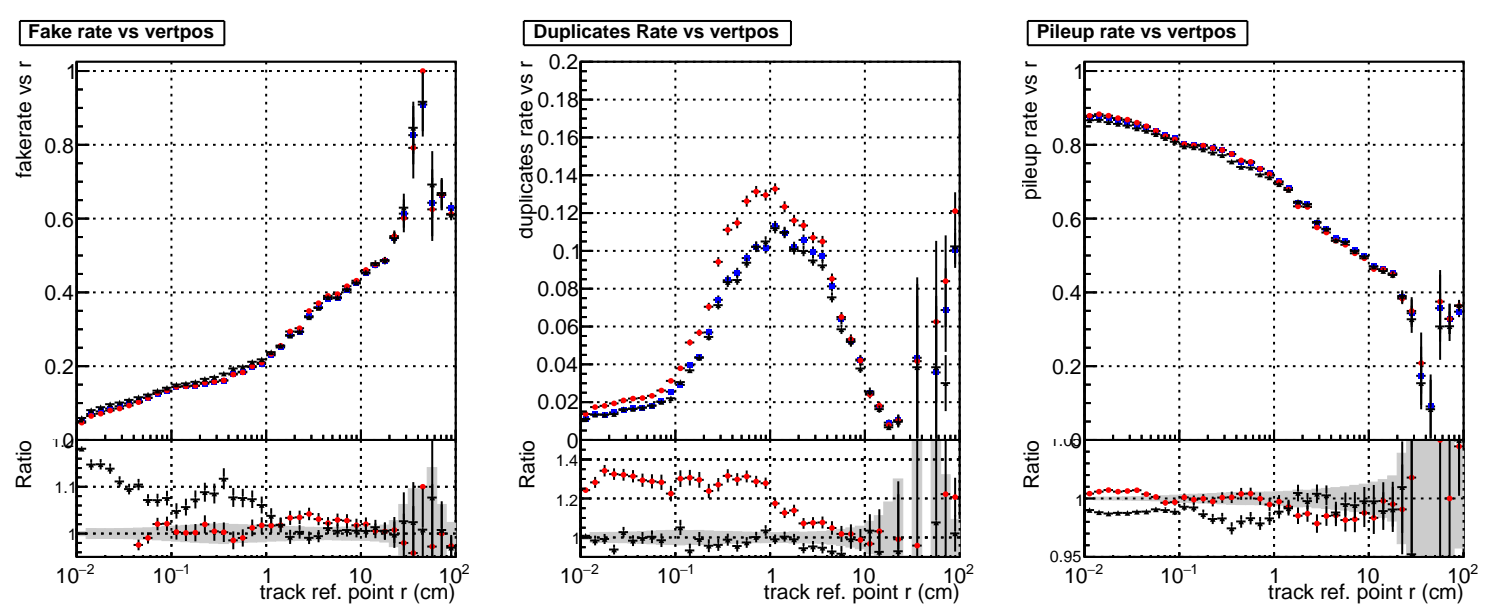 Fake rate vs vertpos
fakerate vs r
1
0.8
0.6
0.4
0.2
0
Ratio
1.1
1
10⁻² 10⁻¹ 1 10 10²
track ref. point r (cm)
Duplicates Rate vs vertpos
duplicates rate vs r
0.2
0.18
0.16
0.14
0.12
0.1
0.08
0.06
0.04
0.02
0
Ratio
1.4
1.2
1
10⁻² 10⁻¹ 1 10 10²
track ref. point r (cm)
Pileup rate vs vertpos
pileup rate vs r
1
0.8
0.6
0.4
0.2
Ratio
1
0.95
10⁻² 10⁻¹ 1 10 10²
track ref. point r (cm)